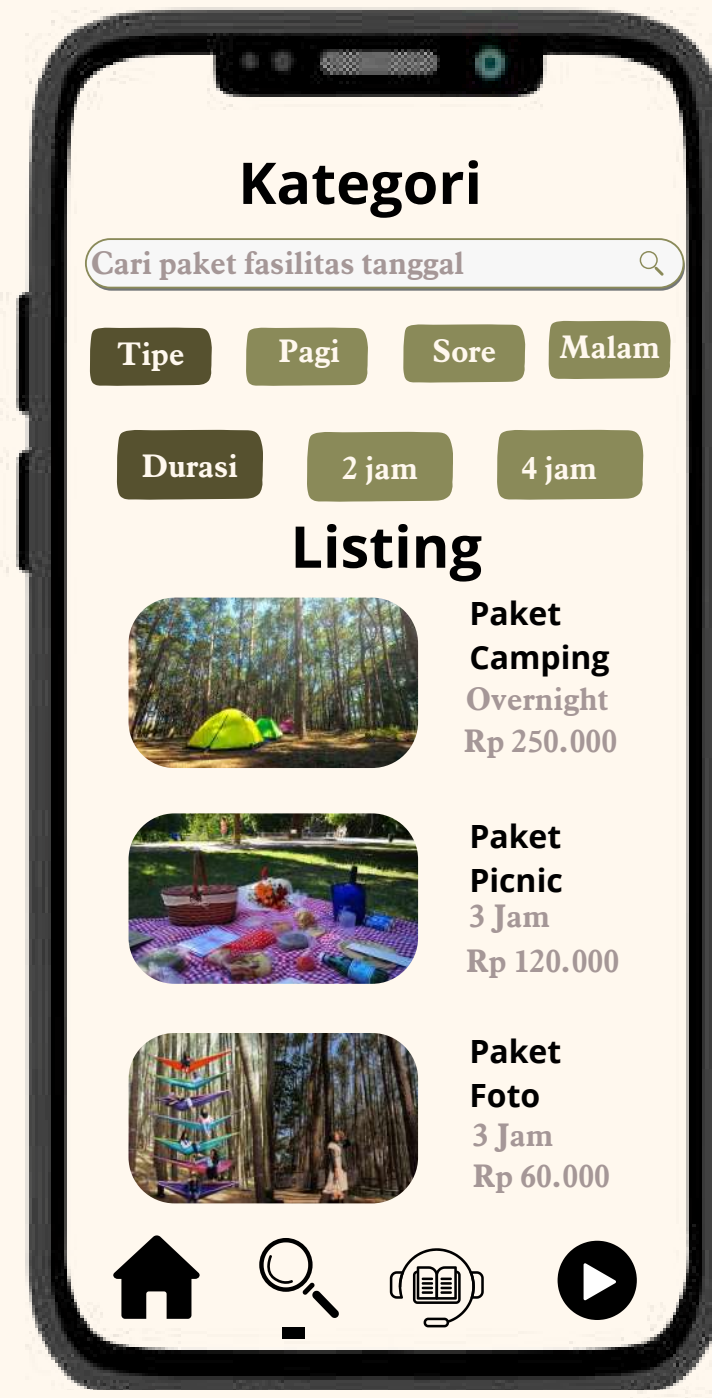 Kategori
Cari paket fasilitas tanggal
Tipe
Pagi
Sore
Malam
Durasi
2 jam
4 jam
Listing
Paket
Camping
Overnight
Rp 250.000
Paket
Picnic
3 Jam
Rp 120.000
Paket
Foto
3 Jam
Rp 60.000